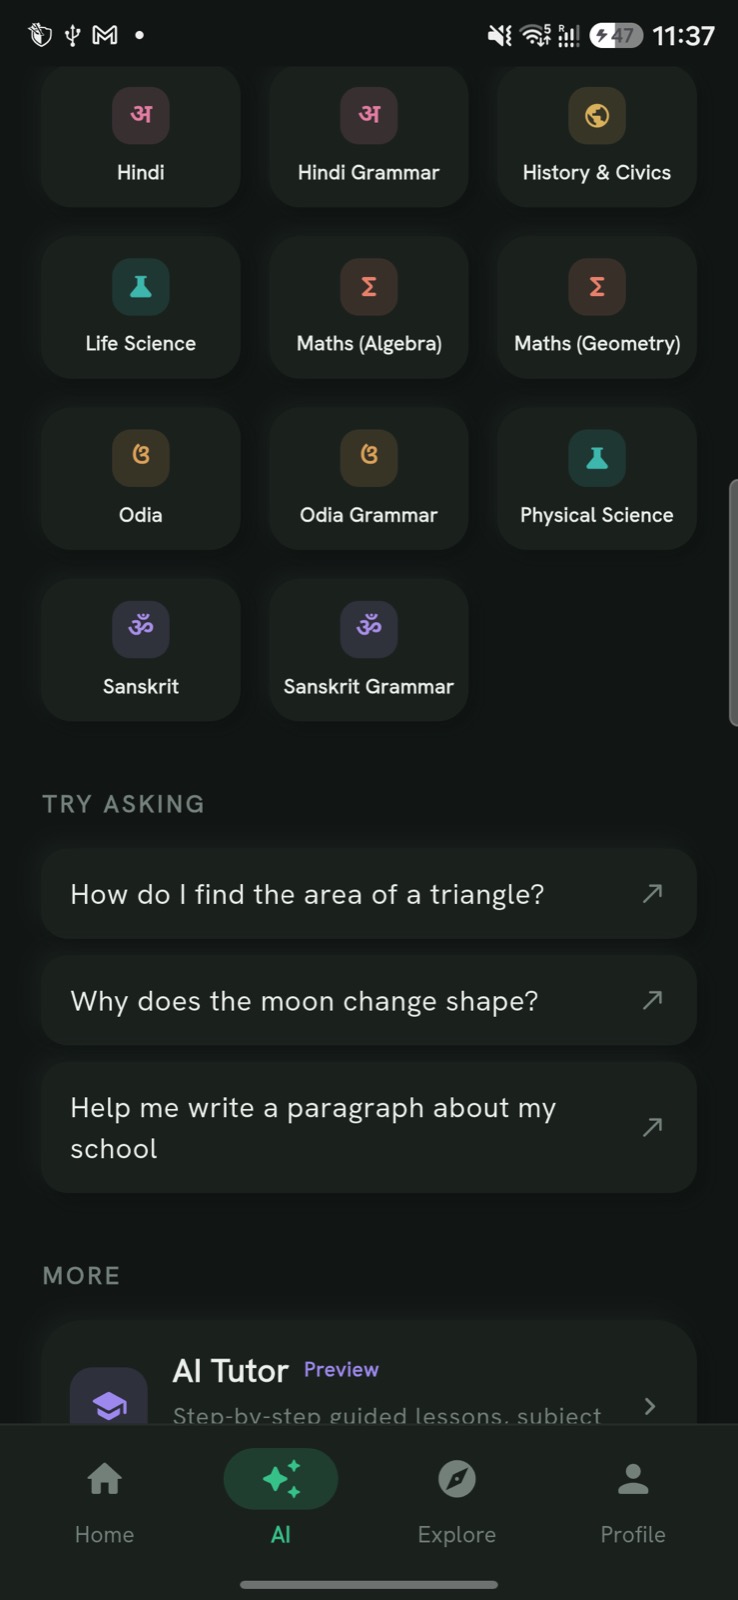 47 11:37
अ अ
Hindi Hindi Grammar History & Civics
Σ Σ
Life Science Maths (Algebra) Maths (Geometry)
ଓ ଓ
Odia Odia Grammar Physical Science
ॐ ॐ
Sanskrit Sanskrit Grammar
TRY ASKING
How do I find the area of a triangle?
Why does the moon change shape?
Help me write a paragraph about my
school
MORE
AI Tutor Preview
Step-by-step guided lessons, subject
Home AI Explore Profile